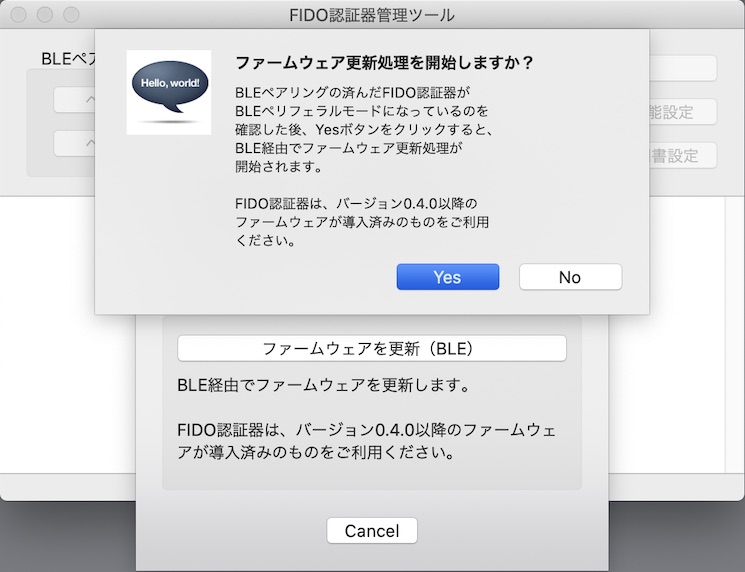 FIDO認証器管理ツール
BLEペア
能設定
書設定
Hello, world!
ファームウェア更新処理を開始しますか？
BLEペアリングの済んだFIDO認証器が
BLEペリフェラルモードになっているのを
確認した後、Yesボタンをクリックすると、
BLE経由でファームウェア更新処理が
開始されます。
FIDO認証器は、バージョン0.4.0以降の
ファームウェアが導入済みのものをご利用
ください。
Yes
No
ファームウェアを更新（BLE）
BLE経由でファームウェアを更新します。
FIDO認証器は、バージョン0.4.0以降のファームウェ
アが導入済みのものをご利用ください。
Cancel